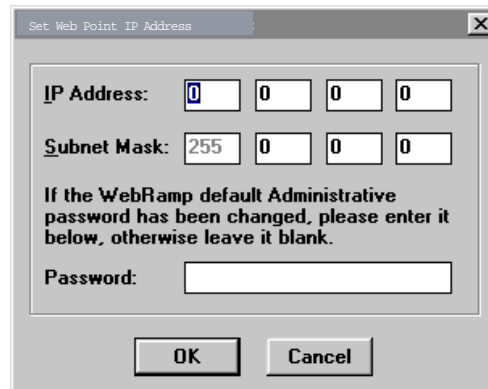 Set Web Point IP Address
IP Address: 0 0 0 0
Subnet Mask: 255 0 0 0
If the WebRamp default Administrative
password has been changed, please enter it
below, otherwise leave it blank.
Password:
OK Cancel